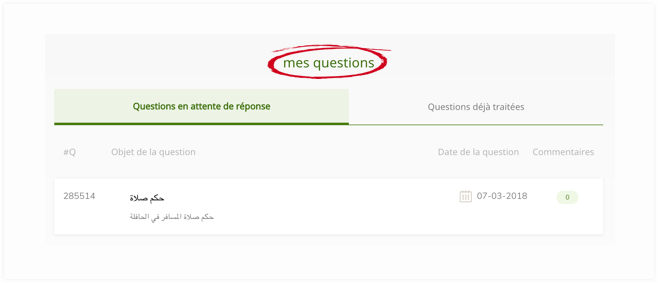 mes questions
Questions en attente de réponse Questions déjà traitées
#Q Objet de la question Date de la question Commentaires
285514 حكم صلاة 07-03-2018 0
حكم صلاة المسافر في الحافلة